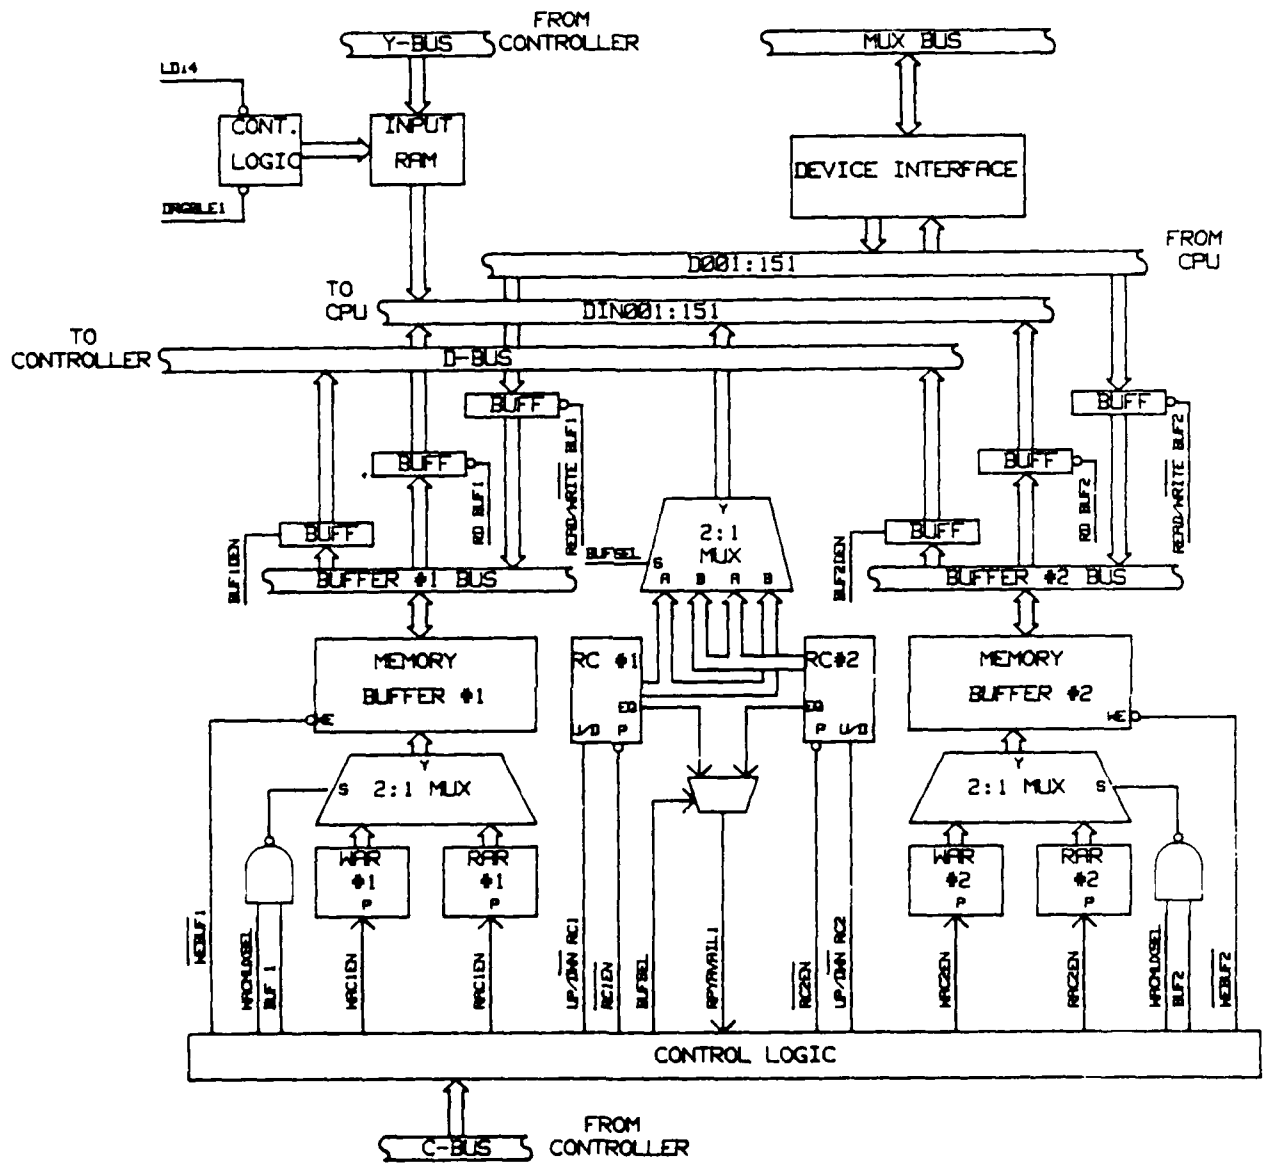 FROM
CONTROLLER
Y-BUS
MUX BUS
LD14
CONT.
LOGIC
INPUT
RAM
DEVICE INTERFACE
FROM
CPU
D001:151
TO
CPU
DIN001:151
TO
CONTROLLER
D-BUS
BUFF
BUFF
BUFF
BUFF
BUFF
BUFF
BUF1DEN
RD BUF1
READ/WRITE BUF1
BUFSEL
BUF2DEN
RD BUF2
READ/WRITE BUF2
Y
2:1
MUX
S
A B A B
BUFFER #1 BUS
BUFFER #2 BUS
MEMORY
BUFFER #1
WE
RC #1
EQ
U/D P
RC#2
EQ
P U/D
MEMORY
BUFFER #2
WE
Y
2:1 MUX
S
Y
2:1 MUX
S
WAR
#1
P
RAR
#1
P
WAR
#2
P
RAR
#2
P
WEBUF1
WACMUXSEL
BUF 1
WAC1EN
RAC1EN
UP/DWN RC1
RC1EN
BUFSEL
RPYAVAIL1
RC2EN
UP/DWN RC2
WAC2EN
RAC2EN
WACMUXSEL
BUF2
WEBUF2
CONTROL LOGIC
C-BUS
FROM
CONTROLLER